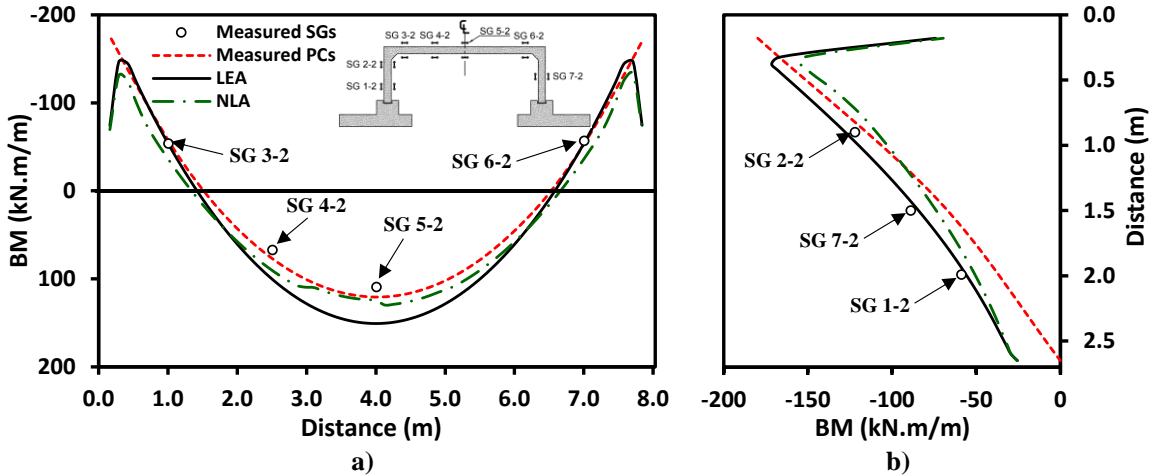 -200
-100
0
100
200
BM (kN.m/m)
Measured SGs
Measured PCs
LEA
NLA
SG 3-2
SG 4-2
SG 5-2
SG 6-2
SG 2-2
SG 1-2
SG 7-2
SG 3-2
SG 4-2
SG 5-2
SG 6-2
0.0 1.0 2.0 3.0 4.0 5.0 6.0 7.0 8.0
Distance (m)
a)
0.0
0.5
1.0
1.5
2.0
2.5
Distance (m)
SG 2-2
SG 7-2
SG 1-2
-200 -150 -100 -50 0
BM (kN.m/m)
b)